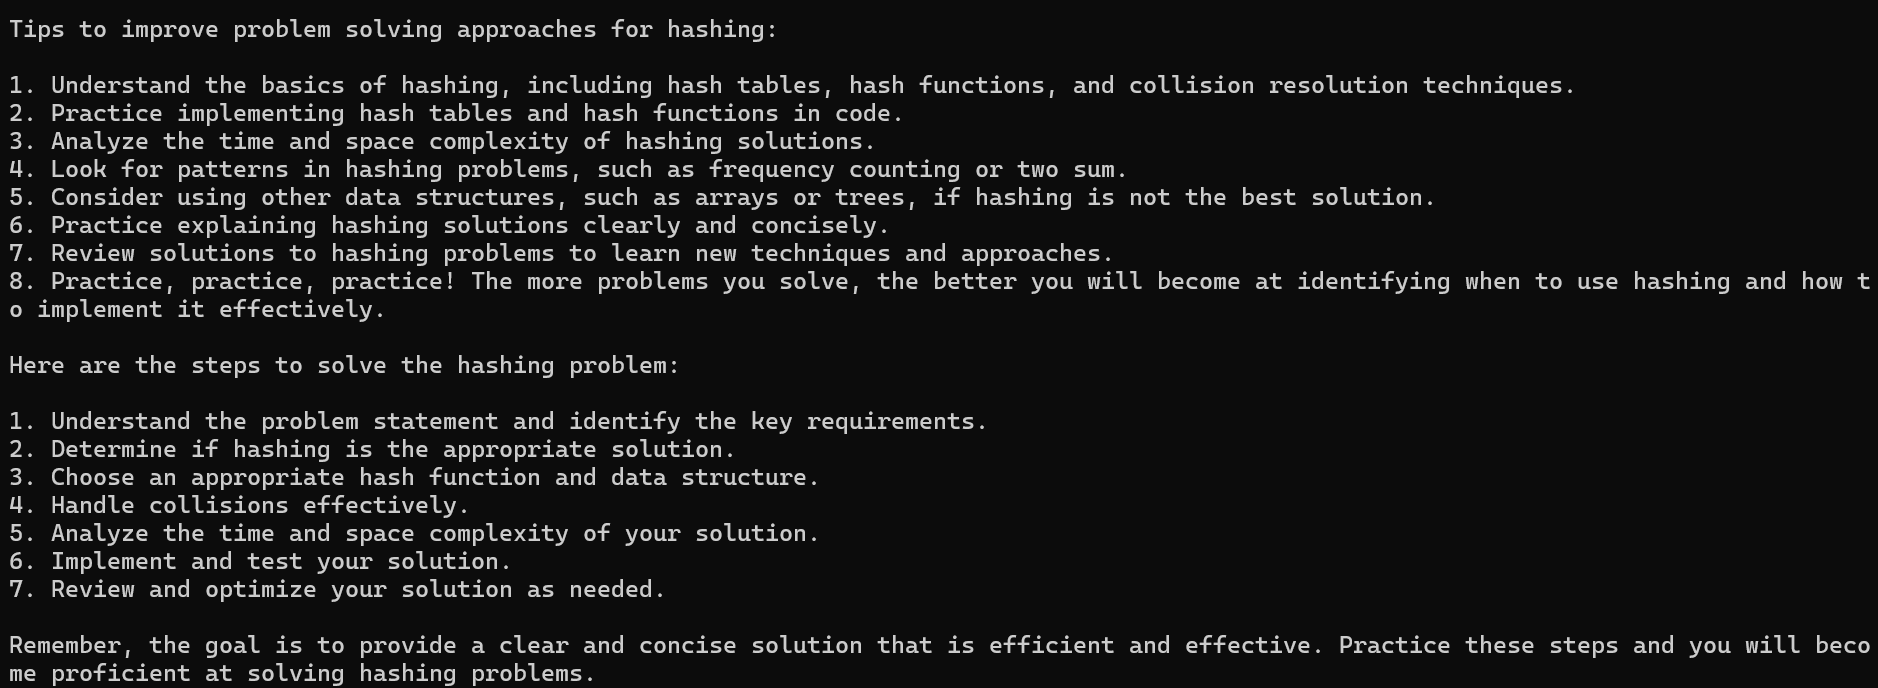 Tips to improve problem solving approaches for hashing:
1. Understand the basics of hashing, including hash tables, hash functions, and collision resolution techniques.
2. Practice implementing hash tables and hash functions in code.
3. Analyze the time and space complexity of hashing solutions.
4. Look for patterns in hashing problems, such as frequency counting or two sum.
5. Consider using other data structures, such as arrays or trees, if hashing is not the best solution.
6. Practice explaining hashing solutions clearly and concisely.
7. Review solutions to hashing problems to learn new techniques and approaches.
8. Practice, practice, practice! The more problems you solve, the better you will become at identifying when to use hashing and how t
o implement it effectively.
Here are the steps to solve the hashing problem:
1. Understand the problem statement and identify the key requirements.
2. Determine if hashing is the appropriate solution.
3. Choose an appropriate hash function and data structure.
4. Handle collisions effectively.
5. Analyze the time and space complexity of your solution.
6. Implement and test your solution.
7. Review and optimize your solution as needed.
Remember, the goal is to provide a clear and concise solution that is efficient and effective. Practice these steps and you will beco
me proficient at solving hashing problems.